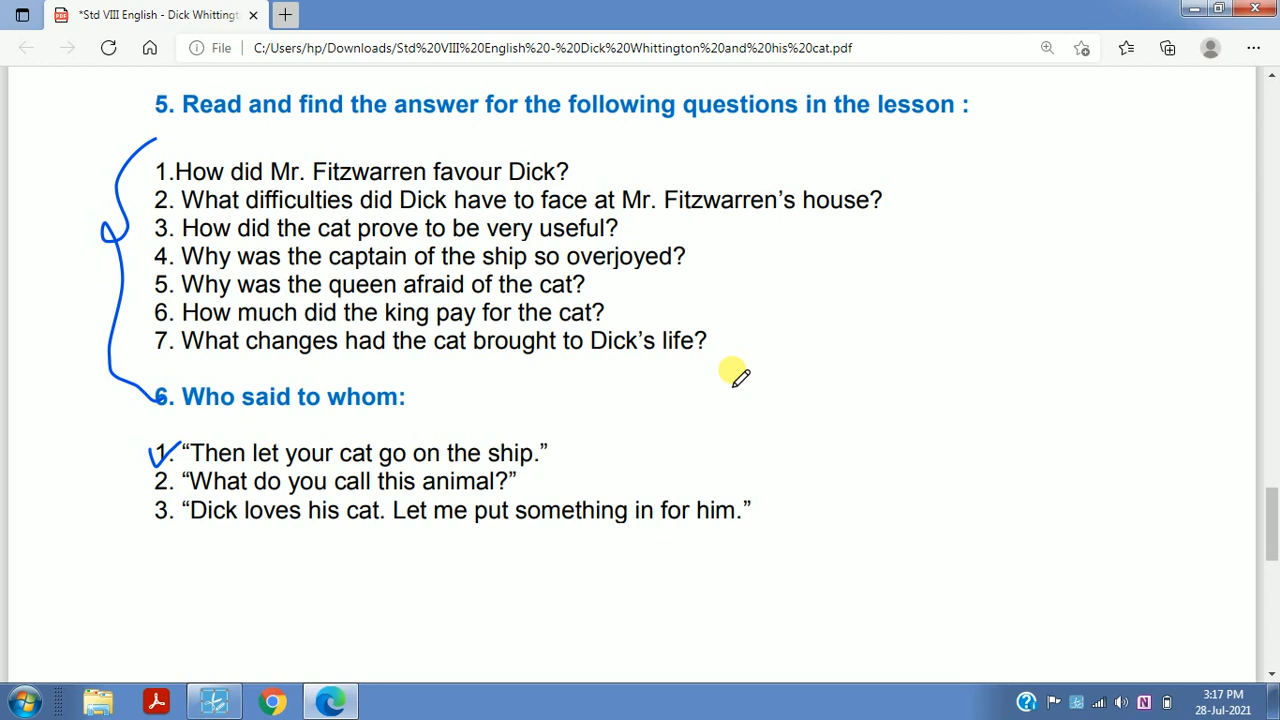 *Std VIII English - Dick Whittingt
File
C:/Users/hp/Downloads/Std%20VIII%20English%20-%20Dick%20Whittington%20and%20his%20cat.pdf
5. Read and find the answer for the following questions in the lesson :
1.How did Mr. Fitzwarren favour Dick?
2. What difficulties did Dick have to face at Mr. Fitzwarren’s house?
3. How did the cat prove to be very useful?
4. Why was the captain of the ship so overjoyed?
5. Why was the queen afraid of the cat?
6. How much did the king pay for the cat?
7. What changes had the cat brought to Dick’s life?
6. Who said to whom:
1. “Then let your cat go on the ship.”
2. “What do you call this animal?”
3. “Dick loves his cat. Let me put something in for him.”
3:17 PM
28-Jul-2021